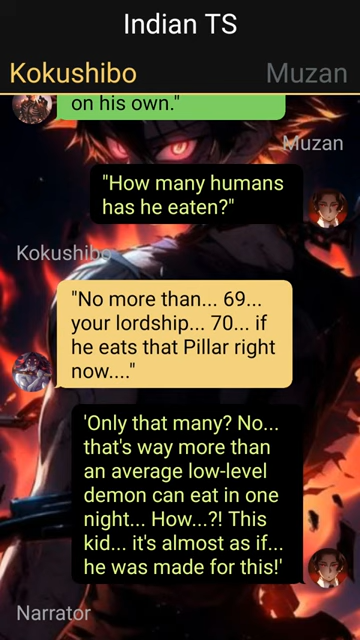 Indian TS
Kokushibo
Muzan
on his own."
Muzan
"How many humans
has he eaten?"
Kokushibo
"No more than... 69...
your lordship... 70... if
he eats that Pillar right
now...."
'Only that many? No...
that's way more than
an average low-level
demon can eat in one
night... How...?! This
kid... it's almost as if...
he was made for this!'
Narrator